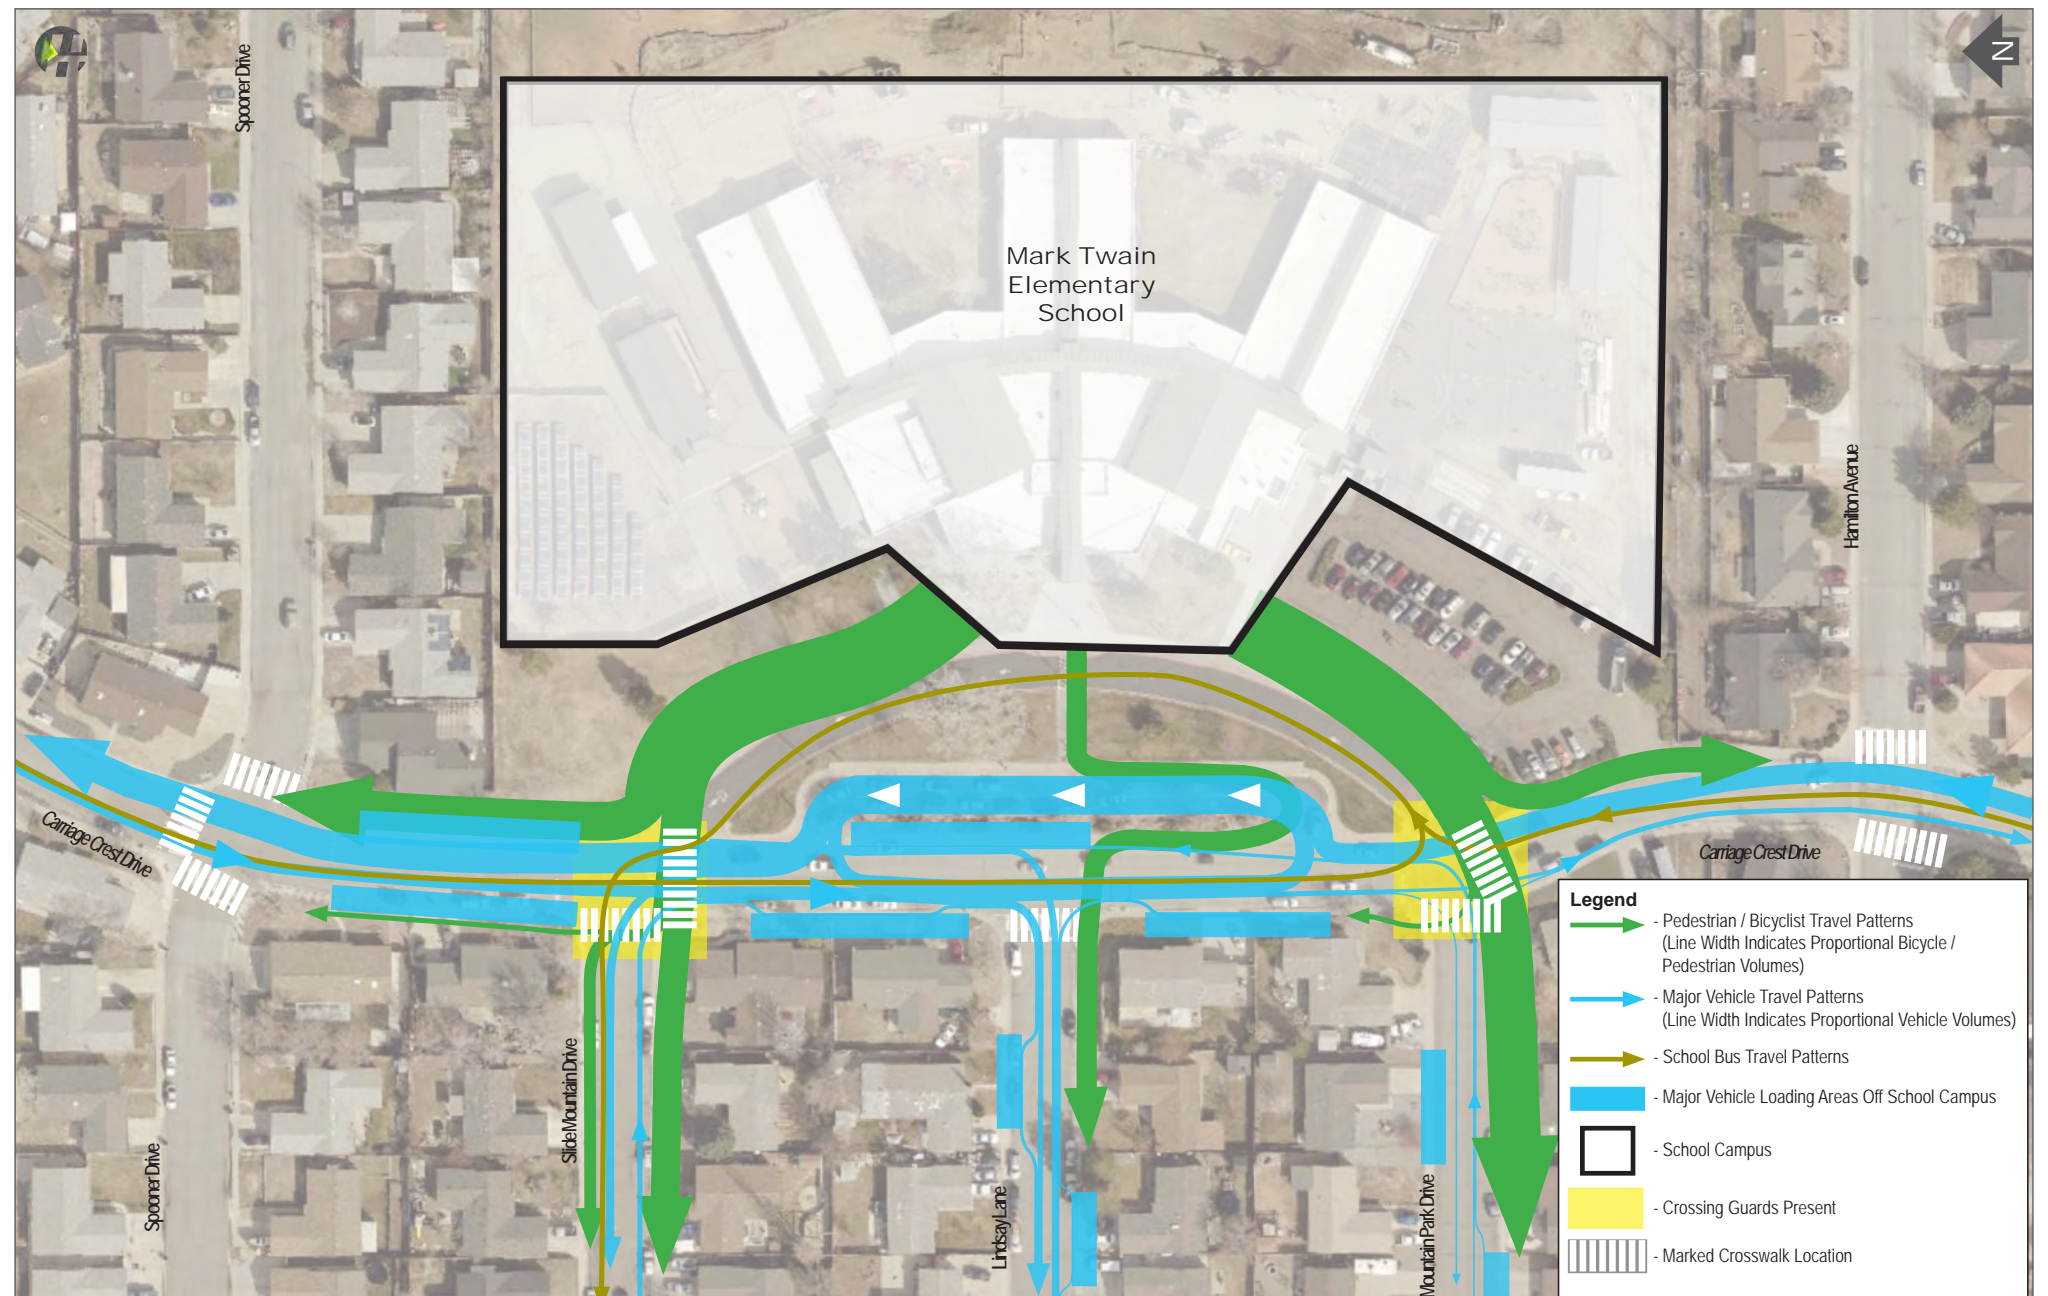 Spooner Drive
N
Mark Twain
Elementary
School
Hamilton Avenue
Carriage Crest Drive
Carriage Crest Drive
Slide Mountain Drive
Spooner Drive
Lindsay Lane
Mountain Park Drive
Legend
- Pedestrian / Bicyclist Travel Patterns
(Line Width Indicates Proportional Bicycle /
Pedestrian Volumes)
- Major Vehicle Travel Patterns
(Line Width Indicates Proportional Vehicle Volumes)
- School Bus Travel Patterns
- Major Vehicle Loading Areas Off School Campus
- School Campus
- Crossing Guards Present
- Marked Crosswalk Location